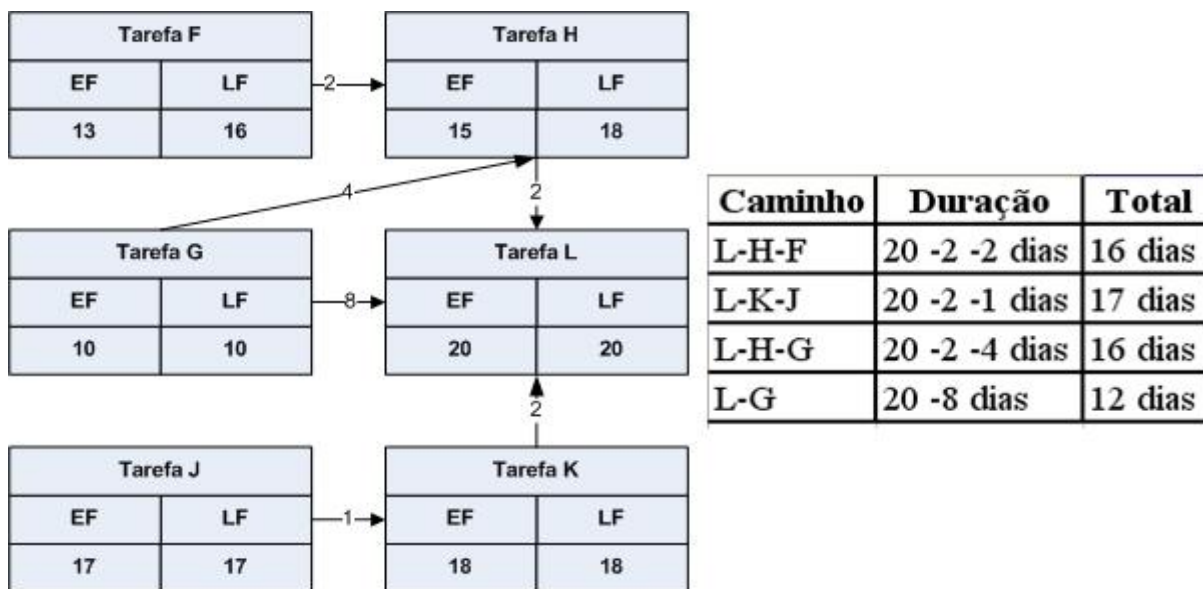 Tarefa F
EF LF
13 16
2
Tarefa H
EF LF
15 18
4
2
Tarefa G
EF LF
10 10
8
Tarefa L
EF LF
20 20
2
Tarefa J
EF LF
17 17
1
Tarefa K
EF LF
18 18
Caminho Duração Total
L-H-F 20 -2 -2 dias 16 dias
L-K-J 20 -2 -1 dias 17 dias
L-H-G 20 -2 -4 dias 16 dias
L-G 20 -8 dias 12 dias